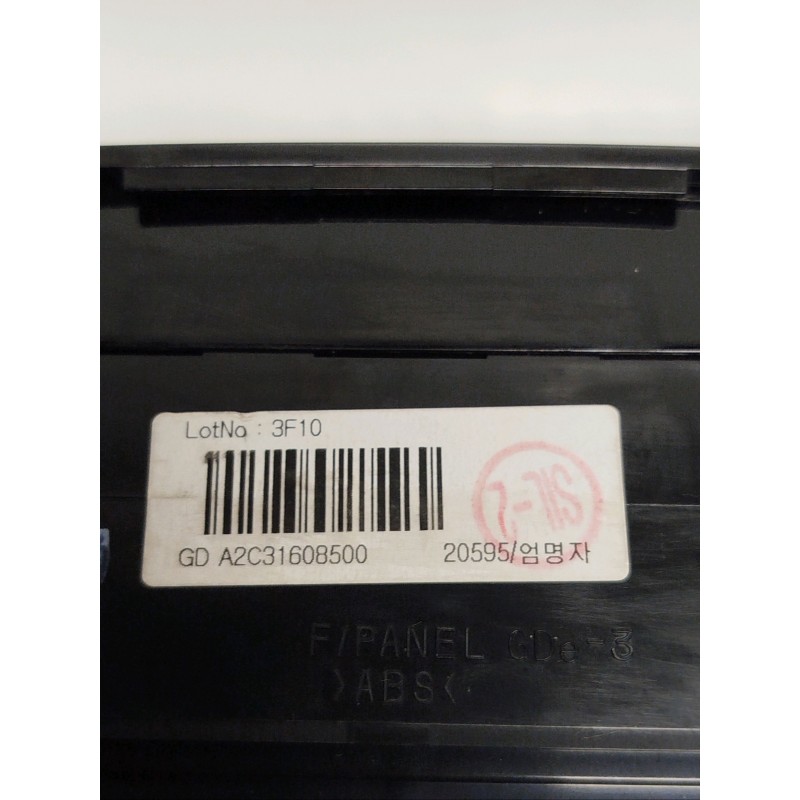 LotNo : 3F10
GD A2C31608500 20595/엄명자
F/PANEL GDe-3
>ABS<